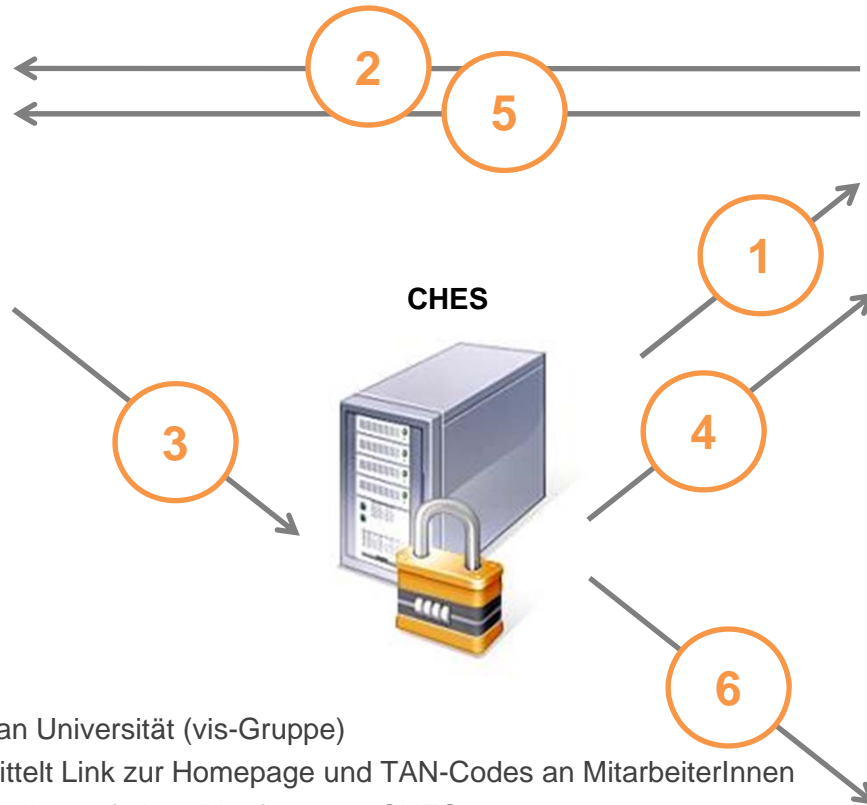 2
5
1
CHES
3
4
6
an Universität (vis-Gruppe)
ittelt Link zur Homepage und TAN-Codes an MitarbeiterInnen